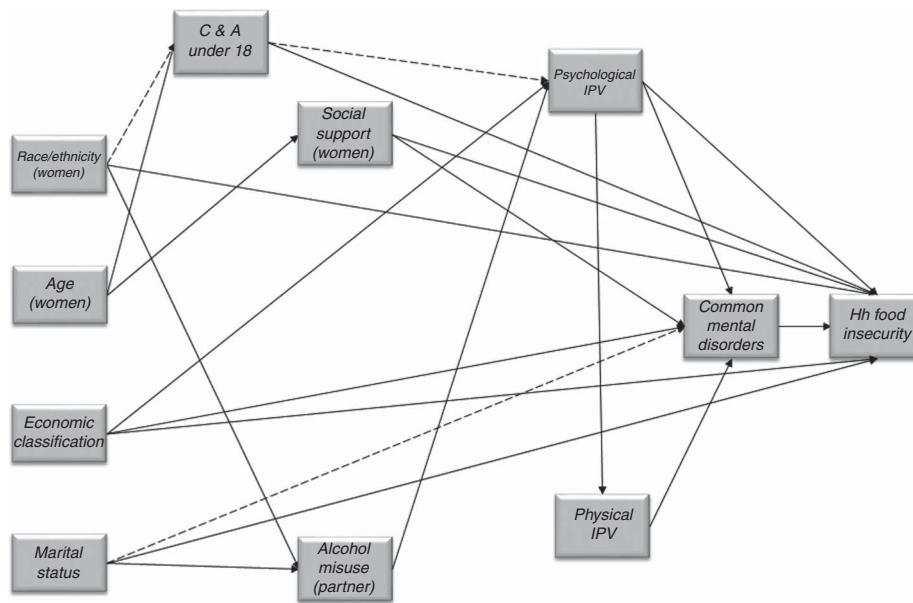 C & A
under 18
Psychological
IPV
Social
support
(women)
Race/ethnicity
(women)
Age
(women)
Common
mental
disorders
Hh food
insecurity
Economic
classification
Physical
IPV
Marital
status
Alcohol
misuse
(partner)